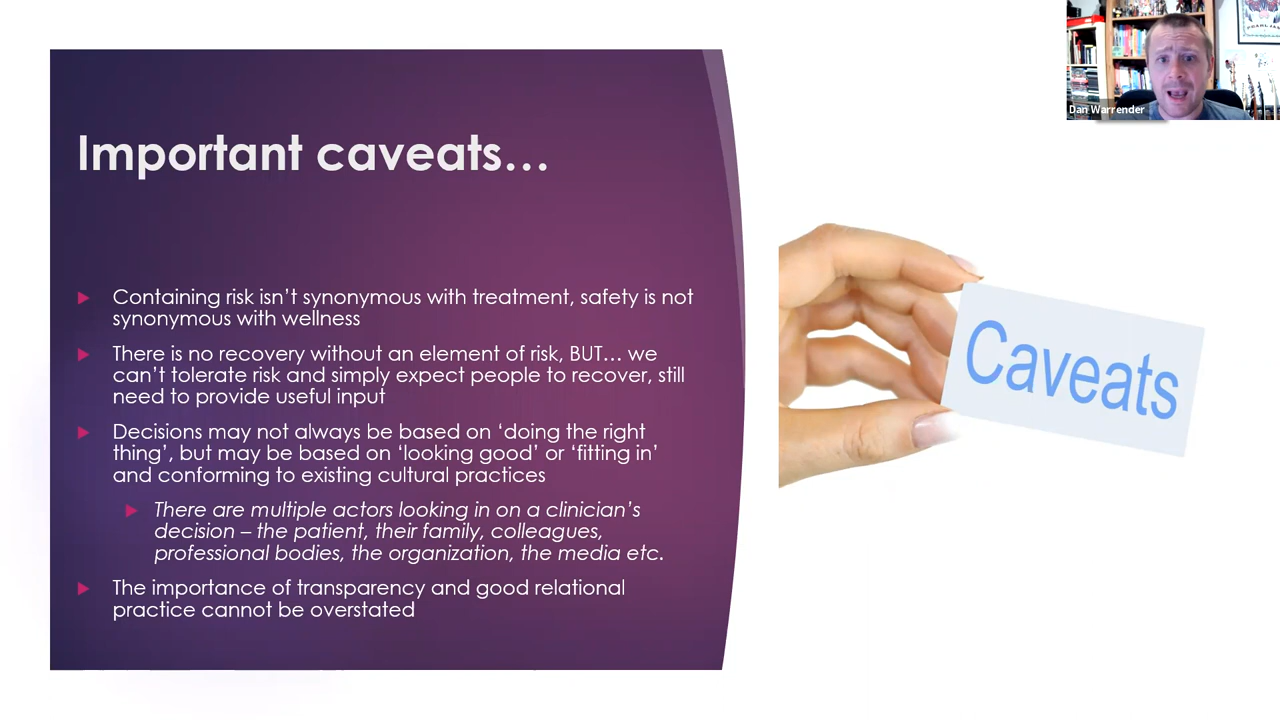 Dan Warrender
Important caveats…
Containing risk isn’t synonymous with treatment, safety is not
synonymous with wellness
There is no recovery without an element of risk, BUT… we
can’t tolerate risk and simply expect people to recover, still
need to provide useful input
Decisions may not always be based on ‘doing the right
thing’, but may be based on ‘looking good’ or ‘fitting in’
and conforming to existing cultural practices
There are multiple actors looking in on a clinician’s
decision – the patient, their family, colleagues,
professional bodies, the organization, the media etc.
The importance of transparency and good relational
practice cannot be overstated
Caveats